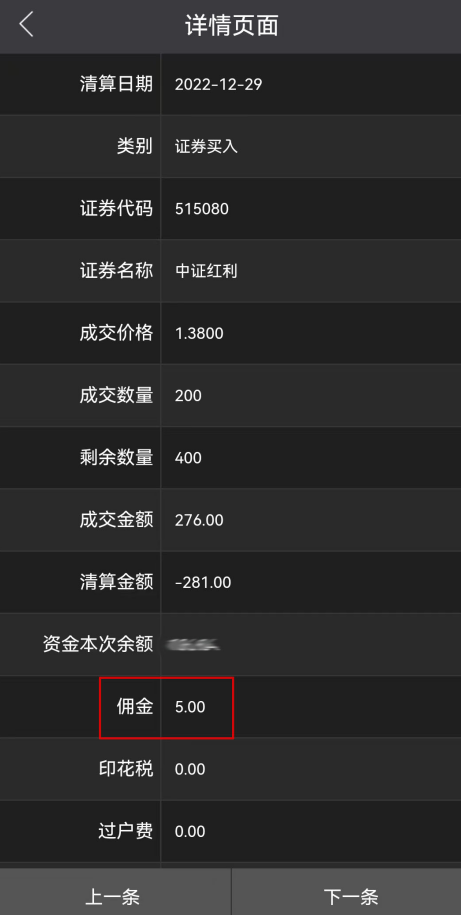 详情页面
清算日期 2022-12-29
类别 证券买入
证券代码 515080
证券名称 中证红利
成交价格 1.3800
成交数量 200
剩余数量 400
成交金额 276.00
清算金额 -281.00
资金本次余额
佣金 5.00
印花税 0.00
过户费 0.00
上一条 下一条